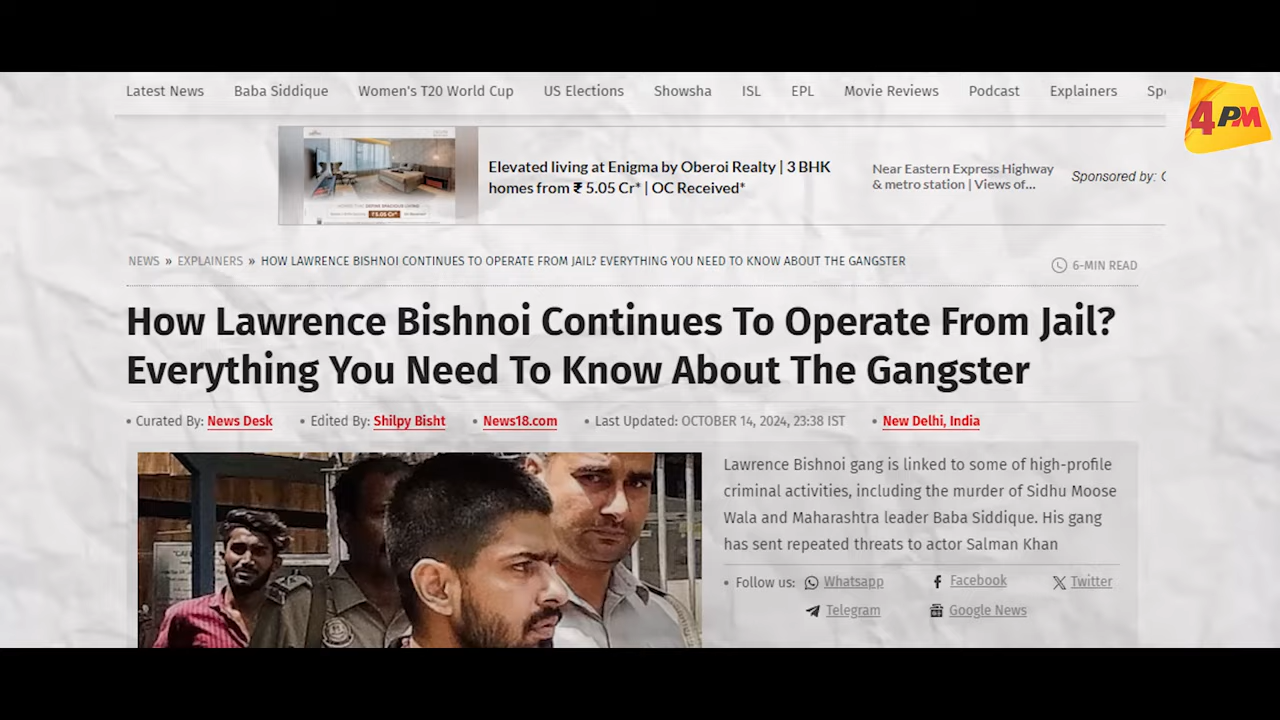 Latest News Baba Siddique Women's T20 World Cup US Elections Showsha ISL EPL Movie Reviews Podcast Explainers Spo
4PM
Elevated living at Enigma by Oberoi Realty | 3 BHK
homes from ₹ 5.05 Cr* | OC Received*
Near Eastern Express Highway
& metro station | Views of...
Sponsored by:
NEWS » EXPLAINERS » HOW LAWRENCE BISHNOI CONTINUES TO OPERATE FROM JAIL? EVERYTHING YOU NEED TO KNOW ABOUT THE GANGSTER
6-MIN READ
How Lawrence Bishnoi Continues To Operate From Jail?
Everything You Need To Know About The Gangster
• Curated By: News Desk • Edited By: Shilpy Bisht • News18.com • Last Updated: OCTOBER 14, 2024, 23:38 IST • New Delhi, India
Lawrence Bishnoi gang is linked to some of high-profile
criminal activities, including the murder of Sidhu Moose
Wala and Maharashtra leader Baba Siddique. His gang
has sent repeated threats to actor Salman Khan
• Follow us: Whatsapp Facebook Twitter
Telegram Google News